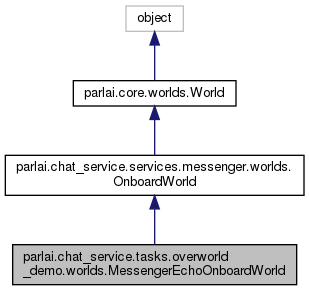 object
parlai.core.worlds.World
parlai.chat_service.services.messenger.worlds.
OnboardWorld
parlai.chat_service.tasks.overworld
_demo.worlds.MessengerEchoOnboardWorld